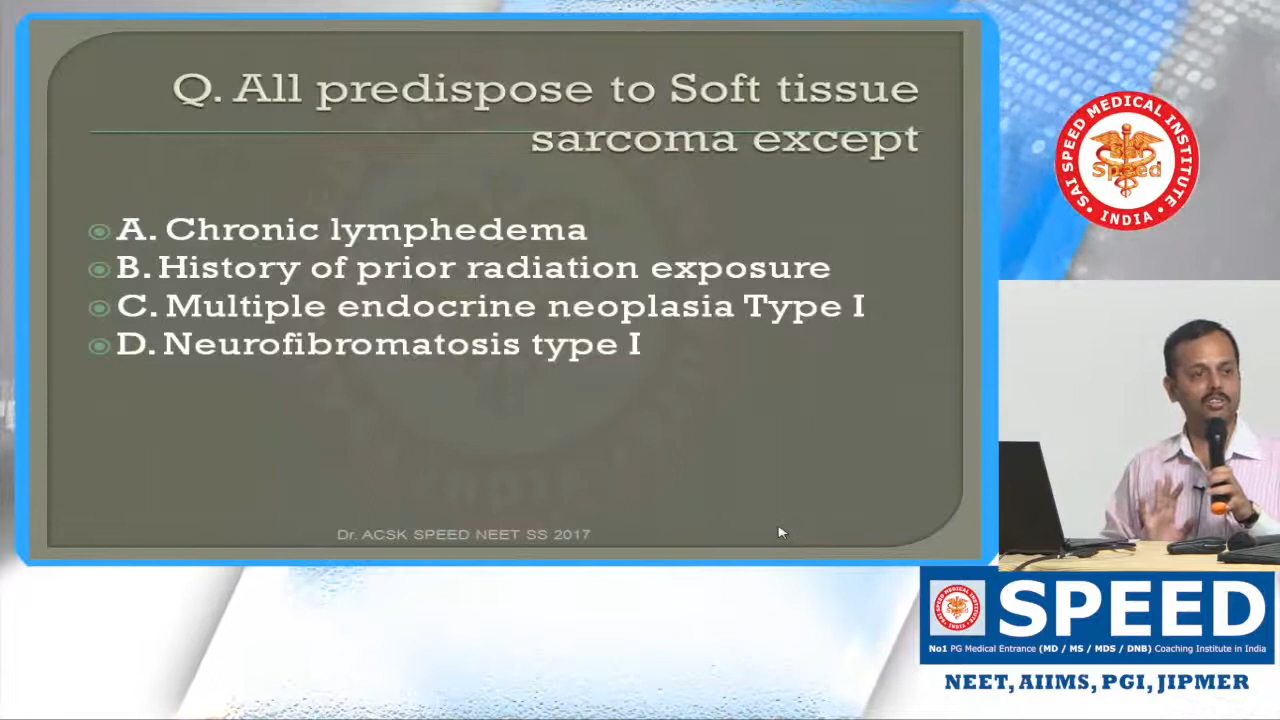 Q. All predispose to Soft tissue
sarcoma except
A. Chronic lymphedema
B. History of prior radiation exposure
C. Multiple endocrine neoplasia Type I
D. Neurofibromatosis type I
Dr. ACSK SPEED NEET SS 2017
SAI SPEED MEDICAL INSTITUTE
Speed
INDIA
SPEED
No1 PG Medical Entrance (MD / MS / MDS / DNB) Coaching Institute in India
NEET, AIIMS, PGI, JIPMER